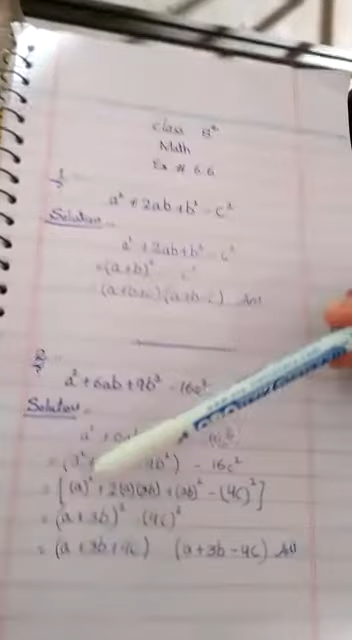 Class 8th
Math
Ex # 6.6
1
a² + 2ab + b² - c²
Solution
a² + 2ab + b² - c²
= (a+b)² c²
(a+b+c) (a+b-c) Ans
2
a² + 6ab + 9b² - 16c²
Solution
a² +
9b²) - 16c²
= [(a)² + 2(a)(3b) + (3b)² - (4c)²]
= (a+3b)² (4c)²
= (a+3b+4c) (a+3b-4c) Ans